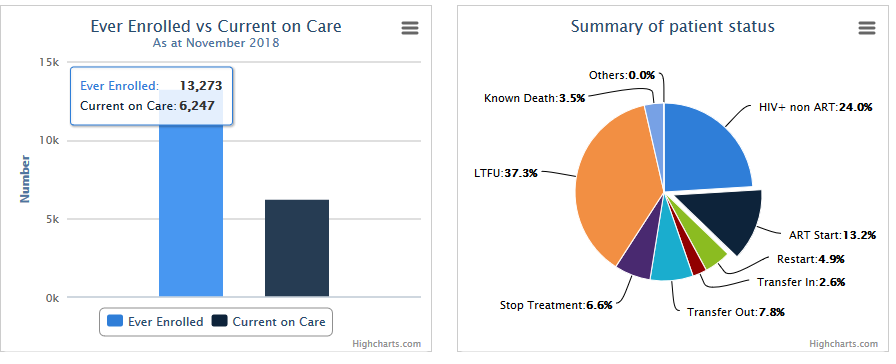 Ever Enrolled vs Current on Care
As at November 2018
15k
10k
5k
0k
Number
Ever Enrolled: 13,273
Current on Care: 6,247
Ever Enrolled Current on Care
Highcharts.com
Summary of patient status
Others:0.0%
Known Death:3.5%
HIV+ non ART:24.0%
LTFU:37.3%
ART Start:13.2%
Restart:4.9%
Transfer In:2.6%
Stop Treatment:6.6%
Transfer Out:7.8%
Highcharts.com